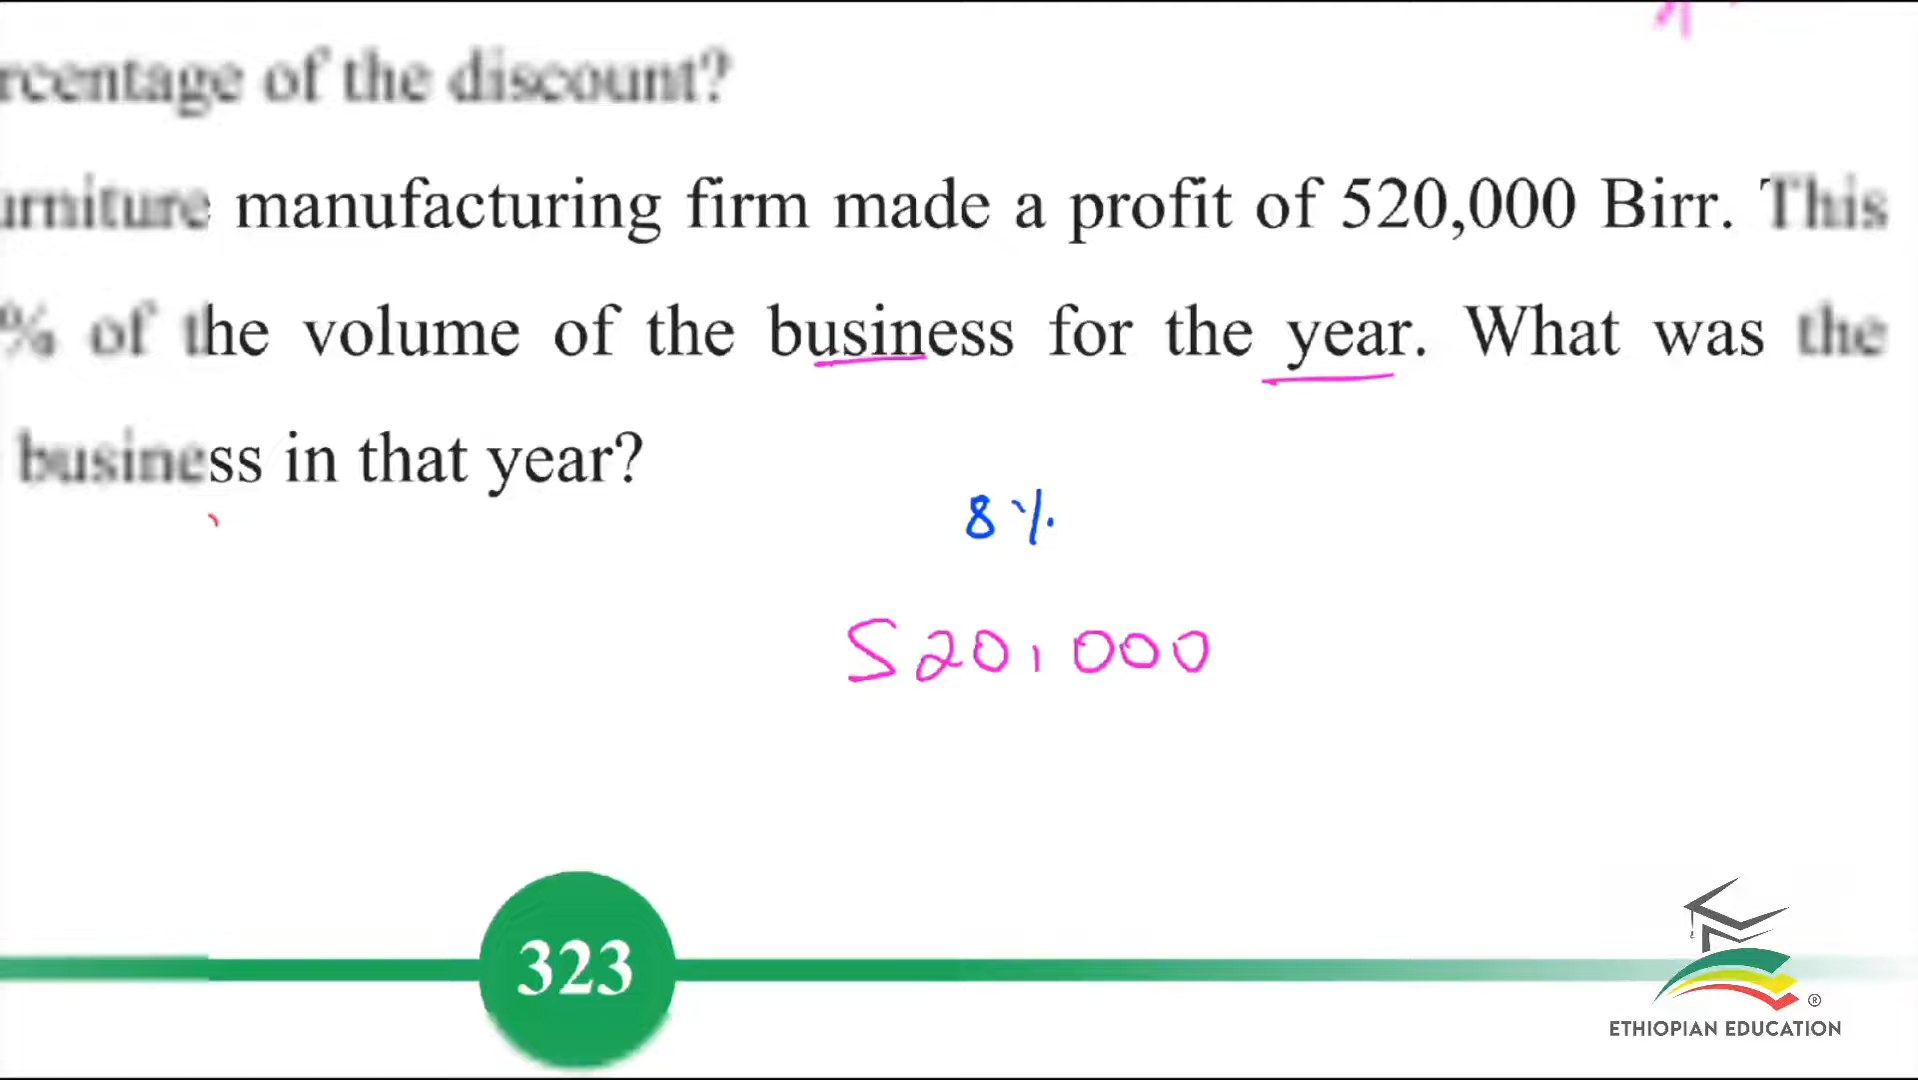 rcentage of the discount?
urniture manufacturing firm made a profit of 520,000 Birr. This
% of the volume of the business for the year. What was the
business in that year?
8%
520,000
323
®
ETHIOPIAN EDUCATION